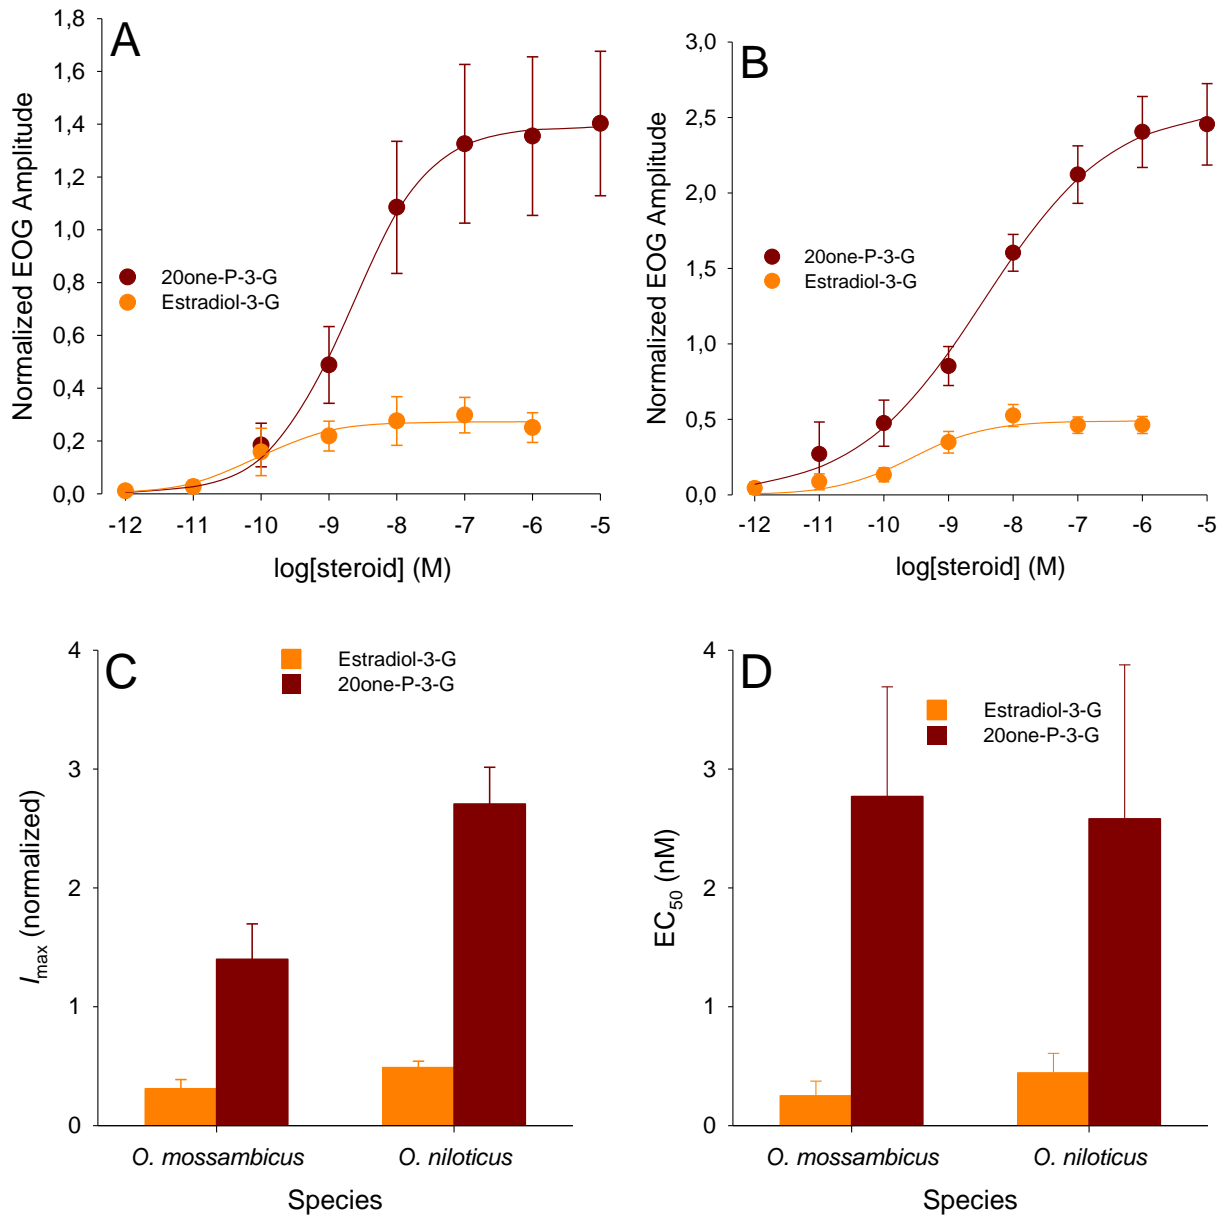 A
1,8
1,6
1,4
1,2
1,0
0,8
0,6
0,4
0,2
0,0
Normalized EOG Amplitude
20one-P-3-G
Estradiol-3-G
-12 -11 -10 -9 -8 -7 -6 -5
log[steroid] (M)
B
3,0
2,5
2,0
1,5
1,0
0,5
0,0
Normalized EOG Amplitude
20one-P-3-G
Estradiol-3-G
-12 -11 -10 -9 -8 -7 -6 -5
log[steroid] (M)
C
4
3
2
1
0
Imax (normalized)
Estradiol-3-G
20one-P-3-G
O. mossambicus O. niloticus
Species
D
4
3
2
1
0
EC50 (nM)
Estradiol-3-G
20one-P-3-G
O. mossambicus O. niloticus
Species